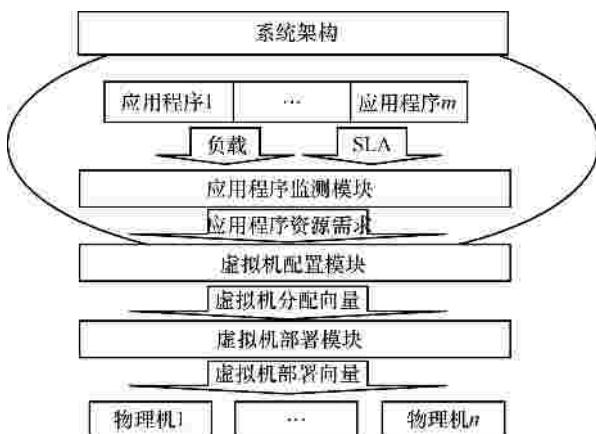 系统架构
应用程序1 … 应用程序m
负载 SLA
应用程序监测模块
应用程序资源需求
虚拟机配置模块
虚拟机分配向量
虚拟机部署模块
虚拟机部署向量
物理机1 … 物理机n